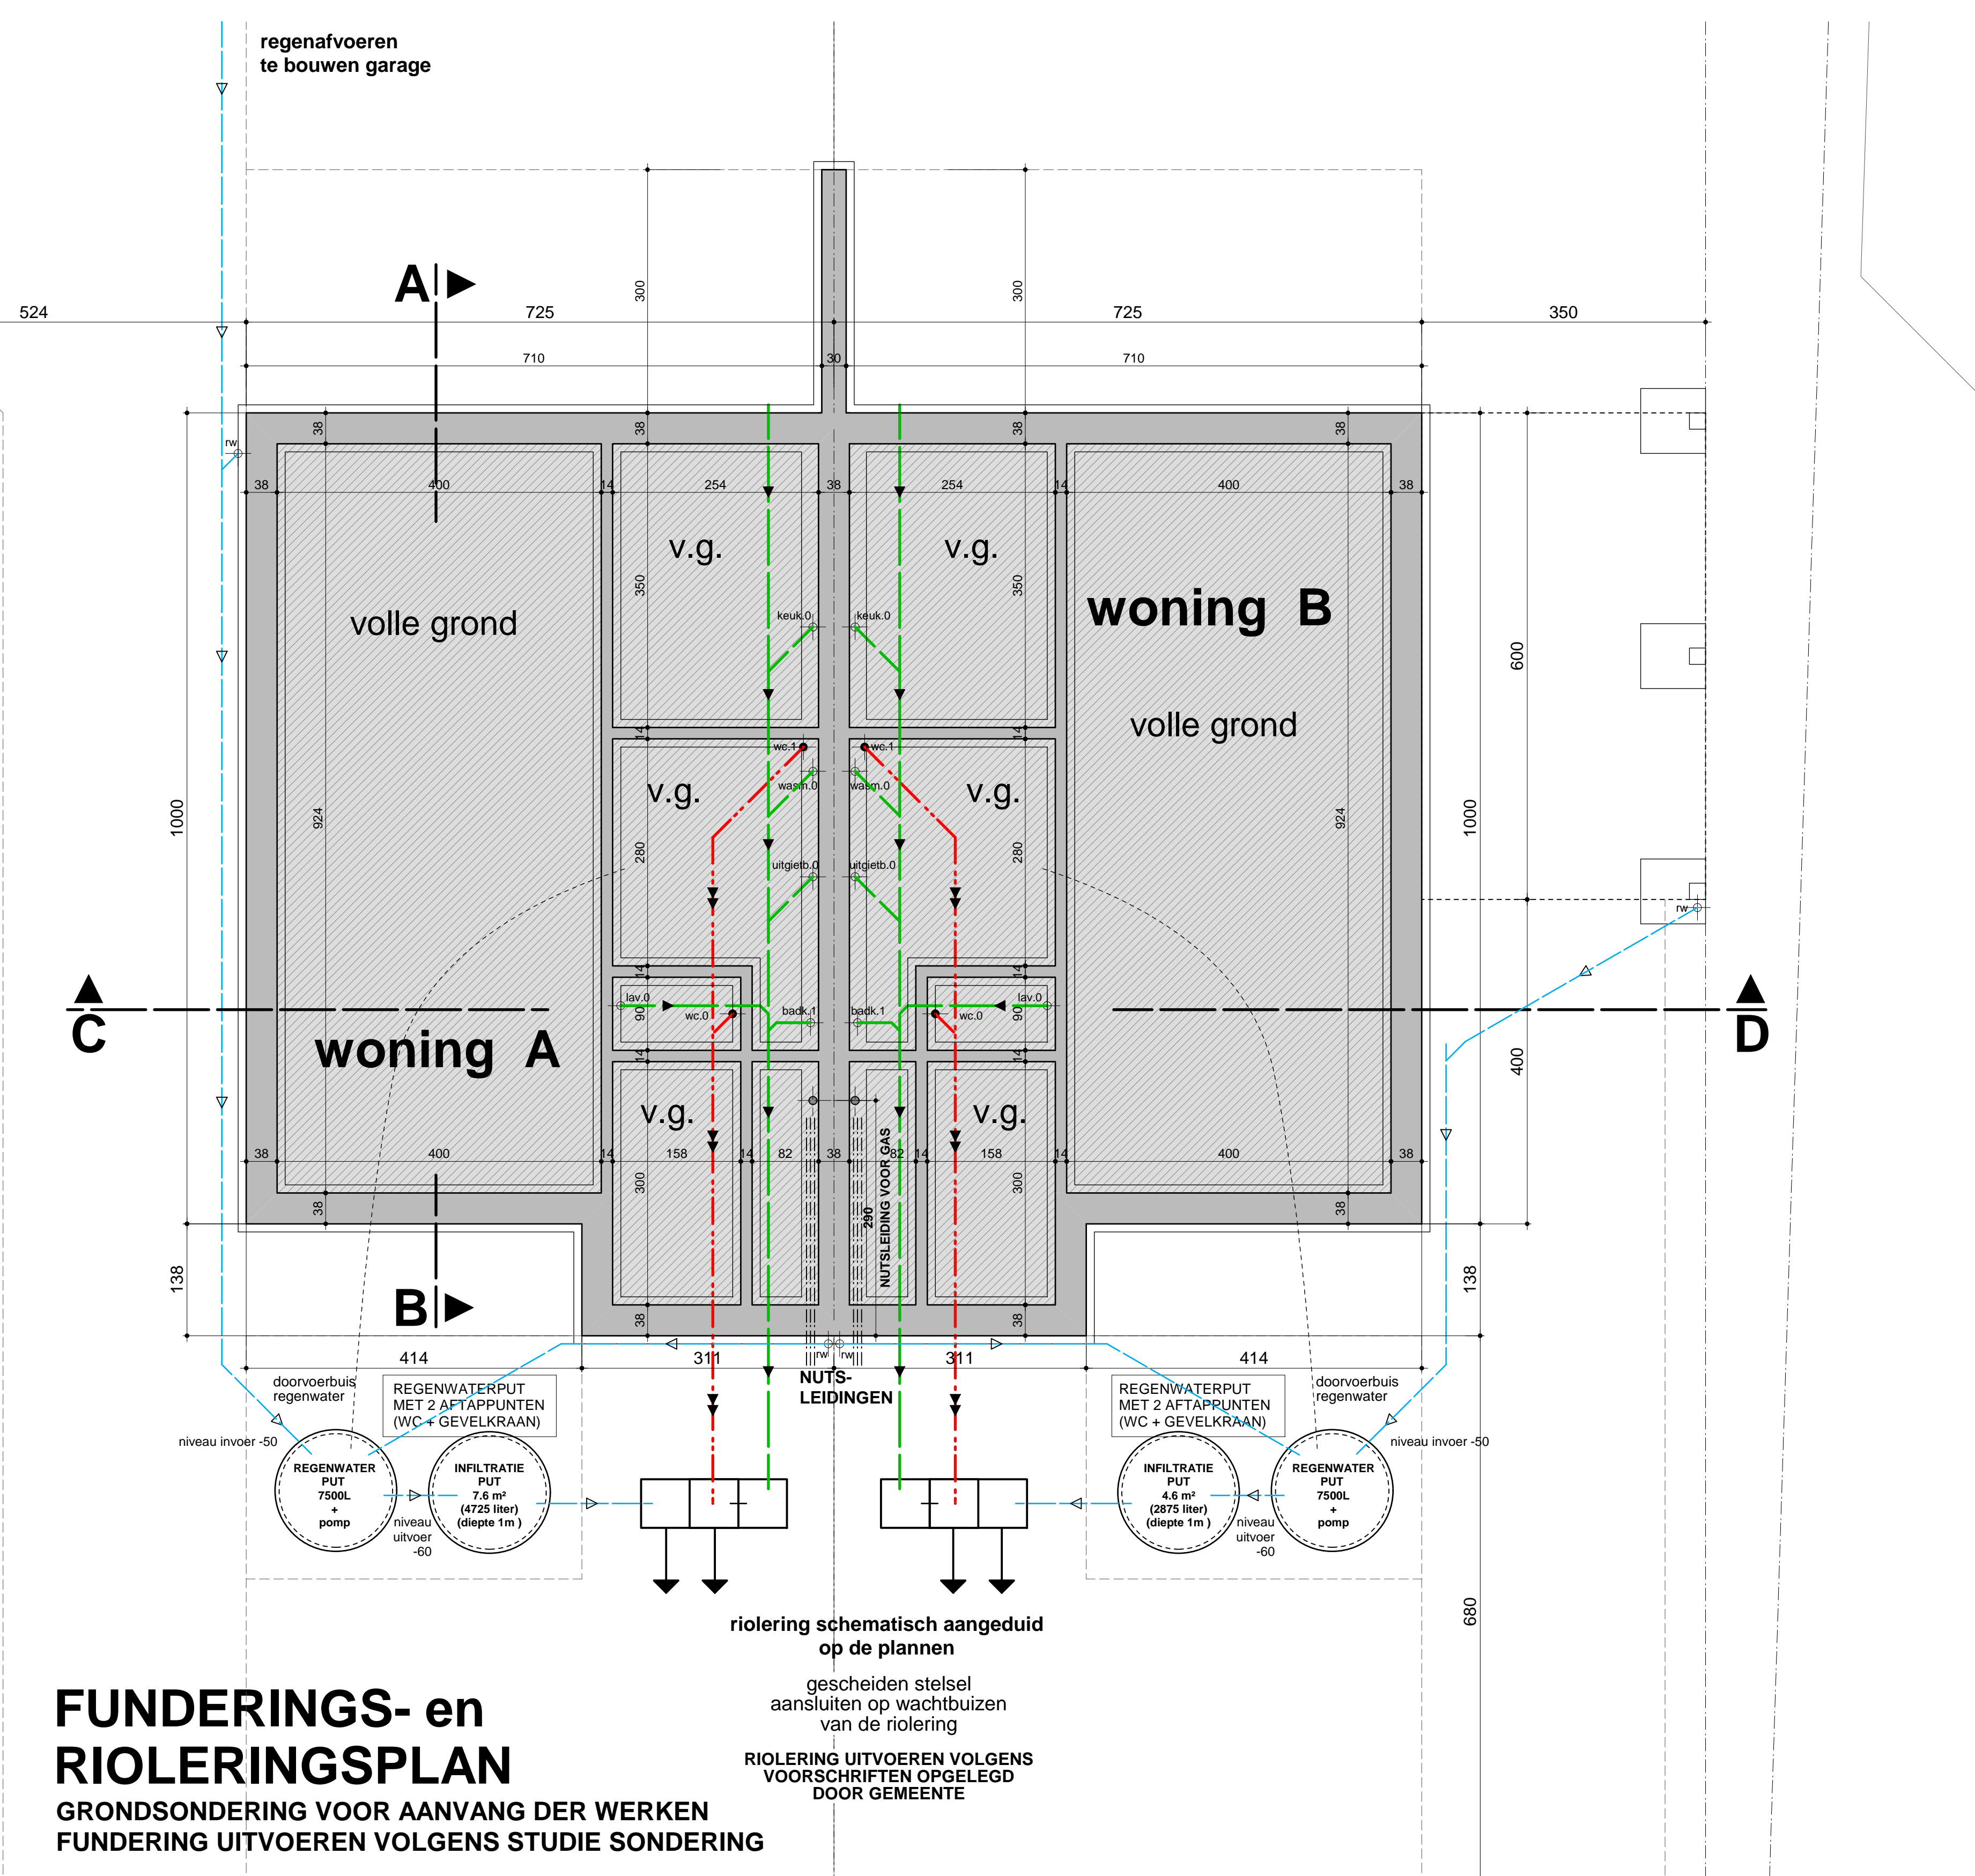 regenafvoeren
te bouwen garage
A
524
725
725
350
300
300
710
30
710
rw
38
38
38
38
38
400
14
254
38
254
14
400
38
v.g.
v.g.
350
350
volle grond
woning B
keuk.0
keuk.0
600
volle grond
14
14
wc.1
wc.1
wasm.0
wasm.0
v.g.
v.g.
1000
924
924
1000
280
280
uitgietb.0
uitgietb.0
rw
14
14
lav.0
lav.0
90
90
wc.0
badk.1
badk.1
wc.0
C
D
woning A
14
14
400
v.g.
v.g.
38
400
14
158
14
82
38
82
14
158
14
400
38
NUTSLEIDING VOOR GAS
290
300
300
38
38
138
138
B
38
38
rw
rw
414
311
311
414
NUTS-
LEIDINGEN
doorvoerbuis
regenwater
REGENWATERPUT
MET 2 AFTAPPUNTEN
(WC + GEVELKRAAN)
REGENWATERPUT
MET 2 AFTAPPUNTEN
(WC + GEVELKRAAN)
doorvoerbuis
regenwater
niveau invoer -50
niveau invoer -50
REGENWATER
PUT
7500L
+
pomp
INFILTRATIE
PUT
7.6 m²
(4725 liter)
(diepte 1m )
INFILTRATIE
PUT
4.6 m²
(2875 liter)
(diepte 1m )
REGENWATER
PUT
7500L
+
pomp
niveau
uitvoer
-60
niveau
uitvoer
-60
680
riolering schematisch aangeduid
op de plannen
gescheiden stelsel
aansluiten op wachtbuizen
van de riolering
RIOLERING UITVOEREN VOLGENS
VOORSCHRIFTEN OPGELEGD
DOOR GEMEENTE
FUNDERINGS- en
RIOLERINGSPLAN
GRONDSONDERING VOOR AANVANG DER WERKEN
FUNDERING UITVOEREN VOLGENS STUDIE SONDERING